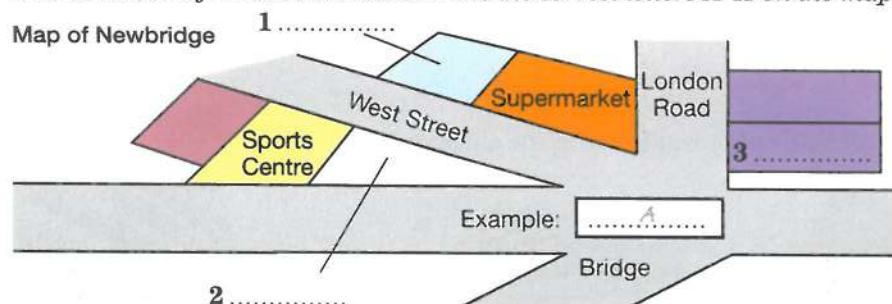 Map of Newbridge
1 ................
West Street
Supermarket
London
Road
Sports
Centre
3 ................
Example: ......A......
Bridge
2 ................